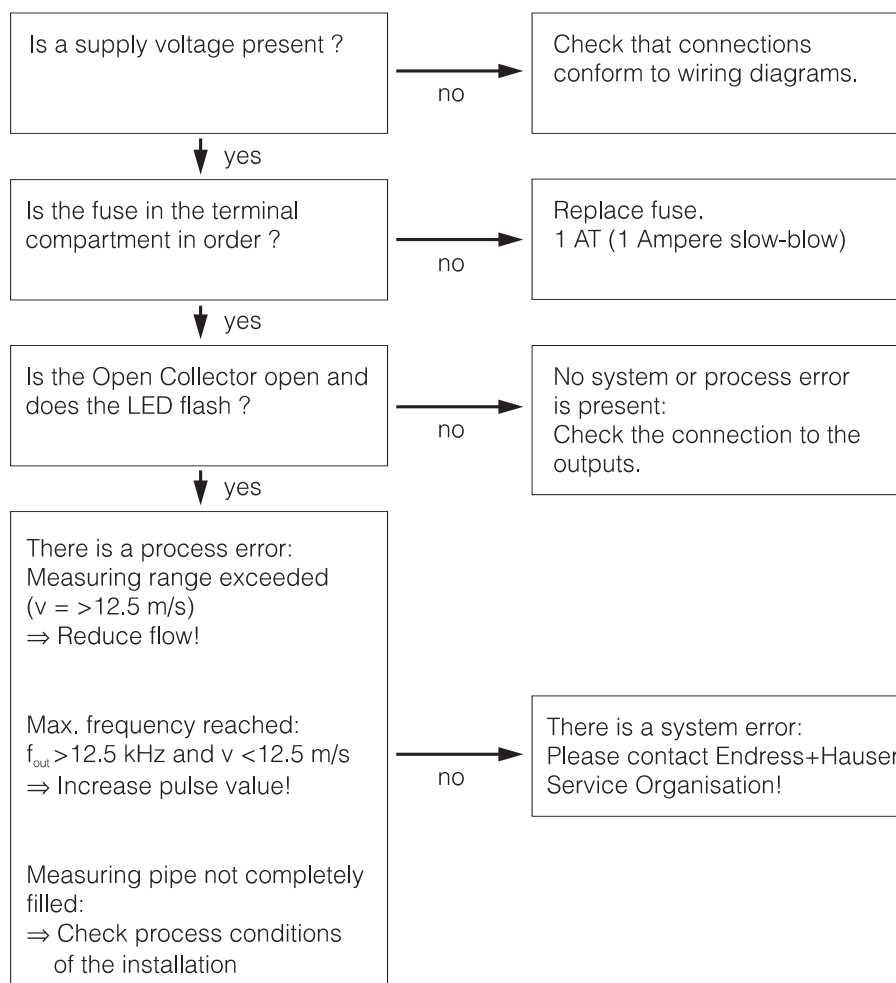 Is a supply voltage present ?
no
Check that connections
conform to wiring diagrams.
yes
Is the fuse in the terminal
compartment in order ?
no
Replace fuse.
1 AT (1 Ampere slow-blow)
yes
Is the Open Collector open and
does the LED flash ?
no
No system or process error
is present:
Check the connection to the
outputs.
yes
There is a process error:
Measuring range exceeded
(v = >12.5 m/s)
⇒ Reduce flow!
Max. frequency reached:
fout >12.5 kHz and v <12.5 m/s
⇒ Increase pulse value!
Measuring pipe not completely
filled:
⇒ Check process conditions
of the installation
no
There is a system error:
Please contact Endress+Hauser
Service Organisation!